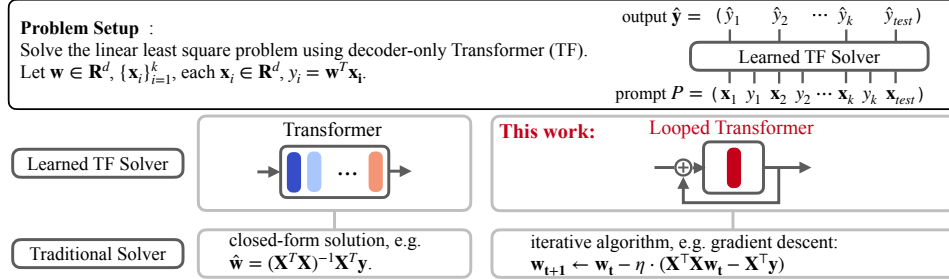 Problem Setup :
Solve the linear least square problem using decoder-only Transformer (TF).
Let w ∈ R^d, {x_i}_{i=1}^k, each x_i ∈ R^d, y_i = w^T x_i.
output ŷ = ( ŷ_1 ŷ_2 ⋯ ŷ_k ŷ_test )
Learned TF Solver
prompt P = ( x_1 y_1 x_2 y_2 ⋯ x_k y_k x_test )
Learned TF Solver
Transformer
...
This work:
Looped Transformer
+
Traditional Solver
closed-form solution, e.g.
ŵ = (X^T X)^{-1} X^T y.
iterative algorithm, e.g. gradient descent:
w_{t+1} ← w_t − η · (X^⊤ X w_t − X^⊤ y)